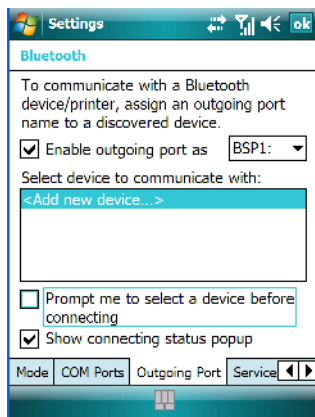 Settings
ok
Bluetooth
To communicate with a Bluetooth
device/printer, assign an outgoing port
name to a discovered device.
Enable outgoing port as BSP1:
Select device to communicate with:
<Add new device...>
Prompt me to select a device before
connecting
Show connecting status popup
Mode COM Ports Outgoing Port Service